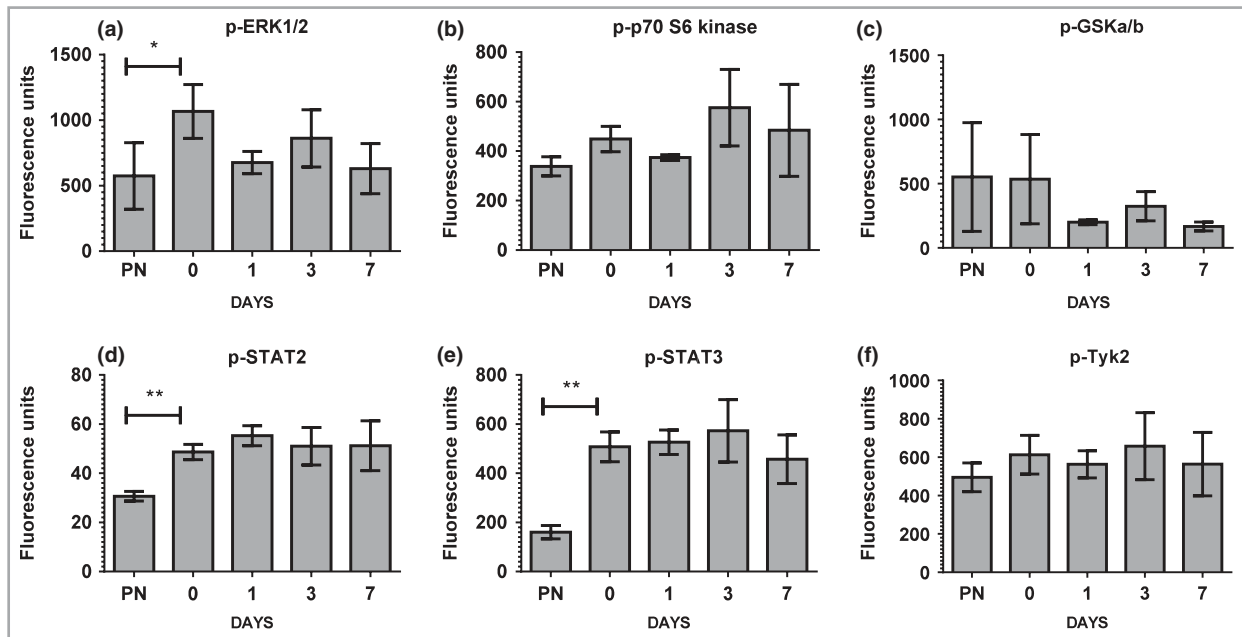 (a) p-ERK1/2
*
Fluorescence units
1500
1000
500
0
PN 0 1 3 7
DAYS
(b) p-p70 S6 kinase
Fluorescence units
800
600
400
200
0
PN 0 1 3 7
DAYS
(c) p-GSKa/b
Fluorescence units
1500
1000
500
0
PN 0 1 3 7
DAYS
(d) p-STAT2
**
Fluorescence units
80
60
40
20
0
PN 0 1 3 7
DAYS
(e) p-STAT3
**
Fluorescence units
800
600
400
200
0
PN 0 1 3 7
DAYS
(f) p-Tyk2
Fluorescence units
1000
800
600
400
200
0
PN 0 1 3 7
DAYS